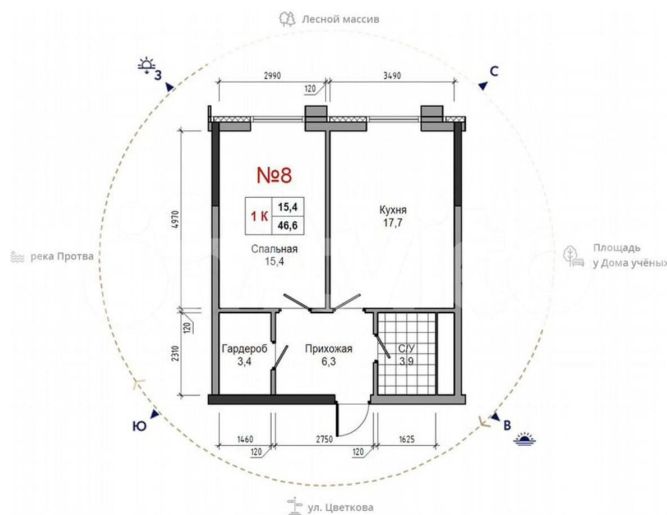 Лесной массив
З
С
2990
3490
120
№8
1 К
15,4
46,6
Спальная
15,4
Кухня
17,7
4970
река Протва
Площадь
у Дома учёных
120
2310
Гардероб
3,4
Прихожая
6,3
С/У
3,9
Ю
В
1460
2750
1625
120
120
ул. Цветкова